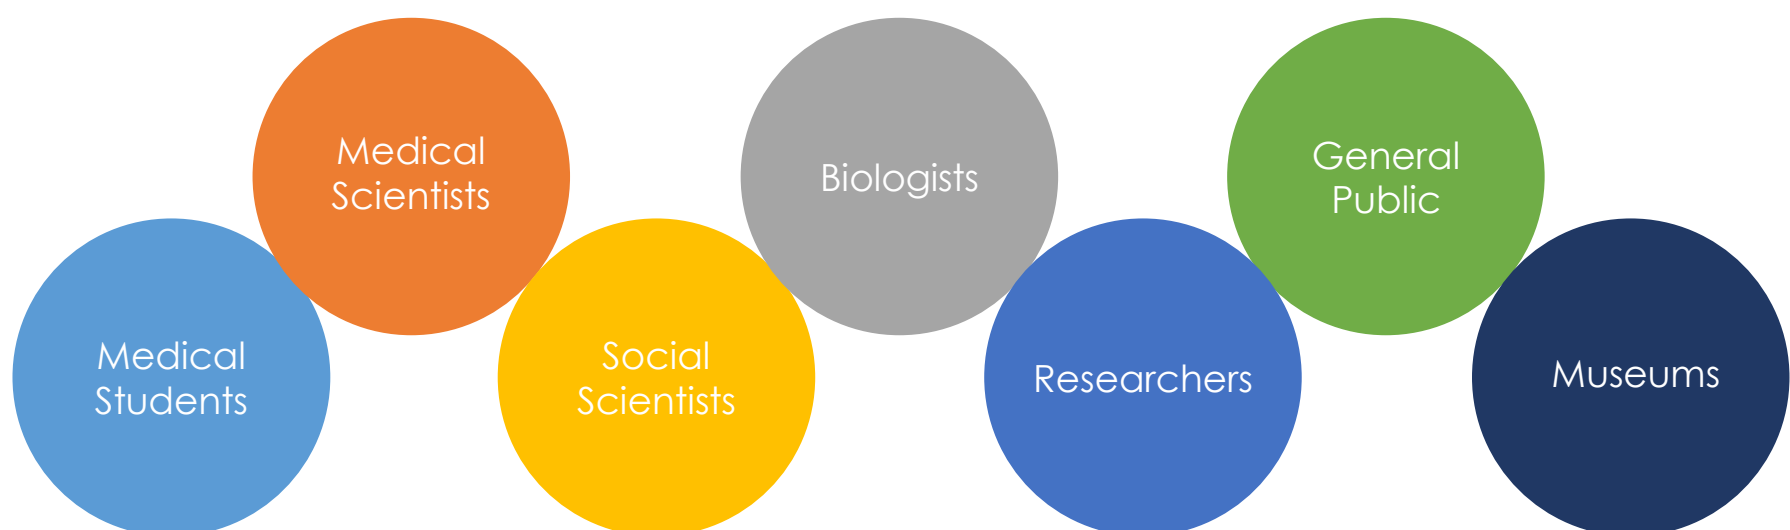 Medical
Students
Medical
Scientists
Social
Scientists
Biologists
Researchers
General
Public
Museums